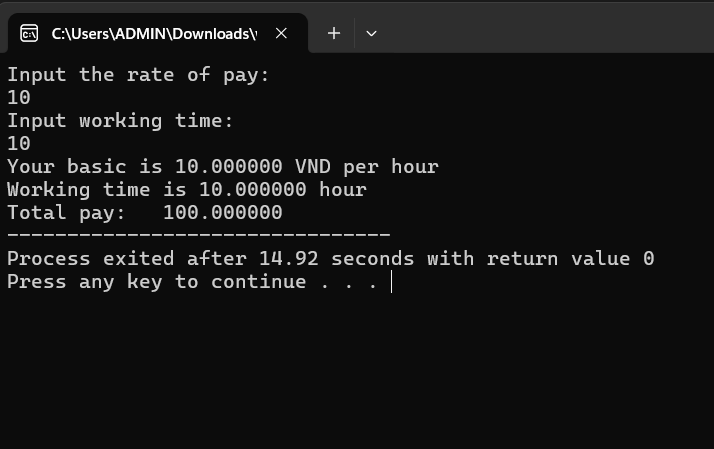 C:\Users\ADMIN\Downloads\
Input the rate of pay:
10
Input working time:
10
Your basic is 10.000000 VND per hour
Working time is 10.000000 hour
Total pay:   100.000000
--------------------------------
Process exited after 14.92 seconds with return value 0
Press any key to continue . . .